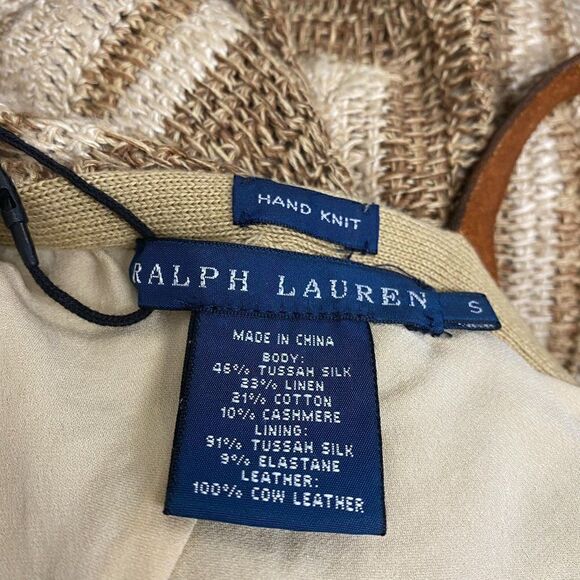 HAND KNIT
RALPH LAUREN
S
MADE IN CHINA
BODY:
46% TUSSAH SILK
23% LINEN
21% COTTON
10% CASHMERE
LINING:
91% TUSSAH SILK
9% ELASTANE
LEATHER:
100% COW LEATHER